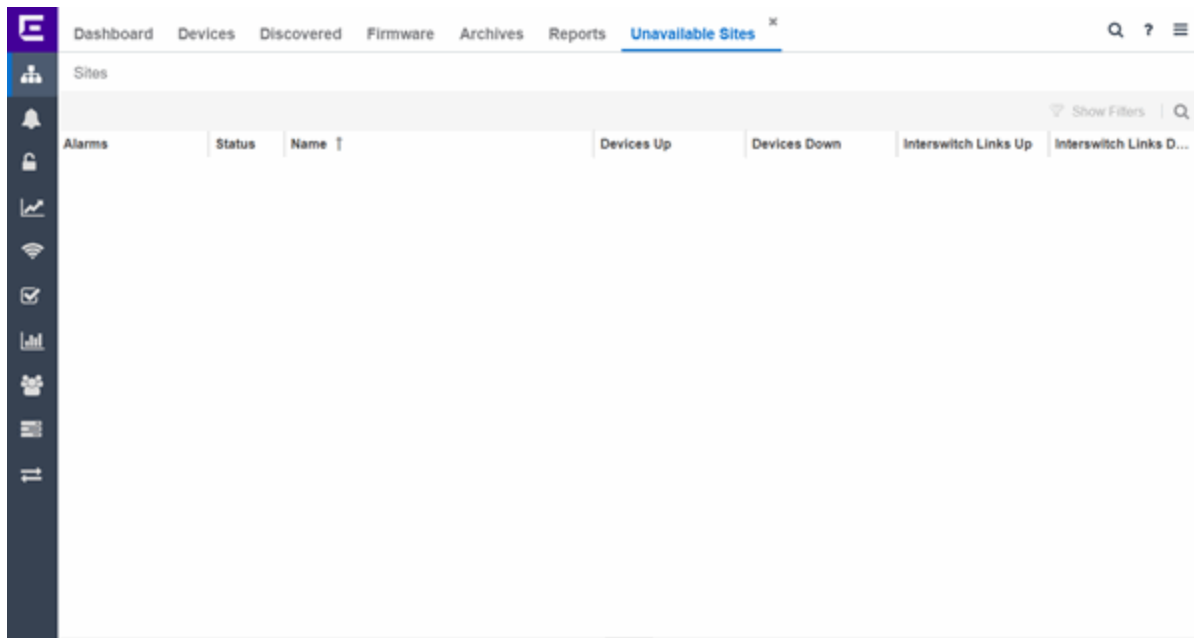 E Dashboard Devices Discovered Firmware Archives Reports Unavailable Sites × ?
Sites
Show Filters
Alarms Status Name ↑ Devices Up Devices Down Interswitch Links Up Interswitch Links D...